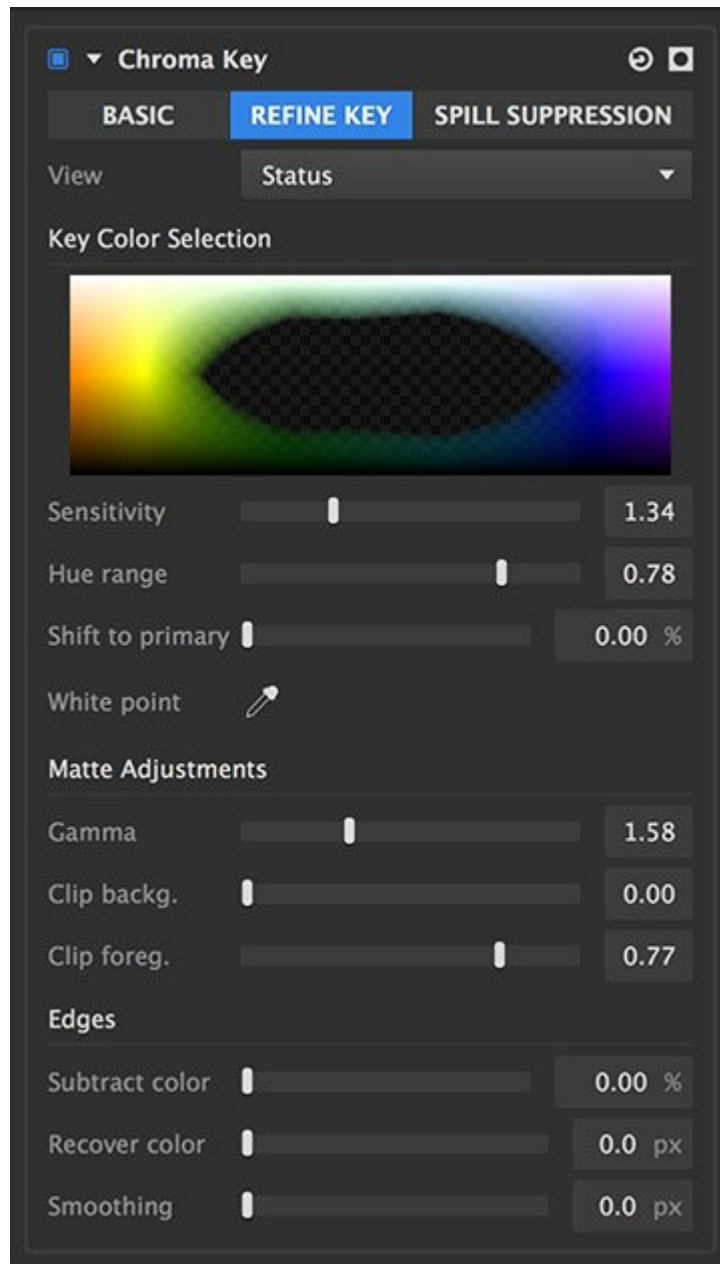 Chroma Key
BASIC REFINE KEY SPILL SUPPRESSION
View Status
Key Color Selection
Sensitivity 1.34
Hue range 0.78
Shift to primary 0.00 %
White point
Matte Adjustments
Gamma 1.58
Clip backg. 0.00
Clip foreg. 0.77
Edges
Subtract color 0.00 %
Recover color 0.0 px
Smoothing 0.0 px